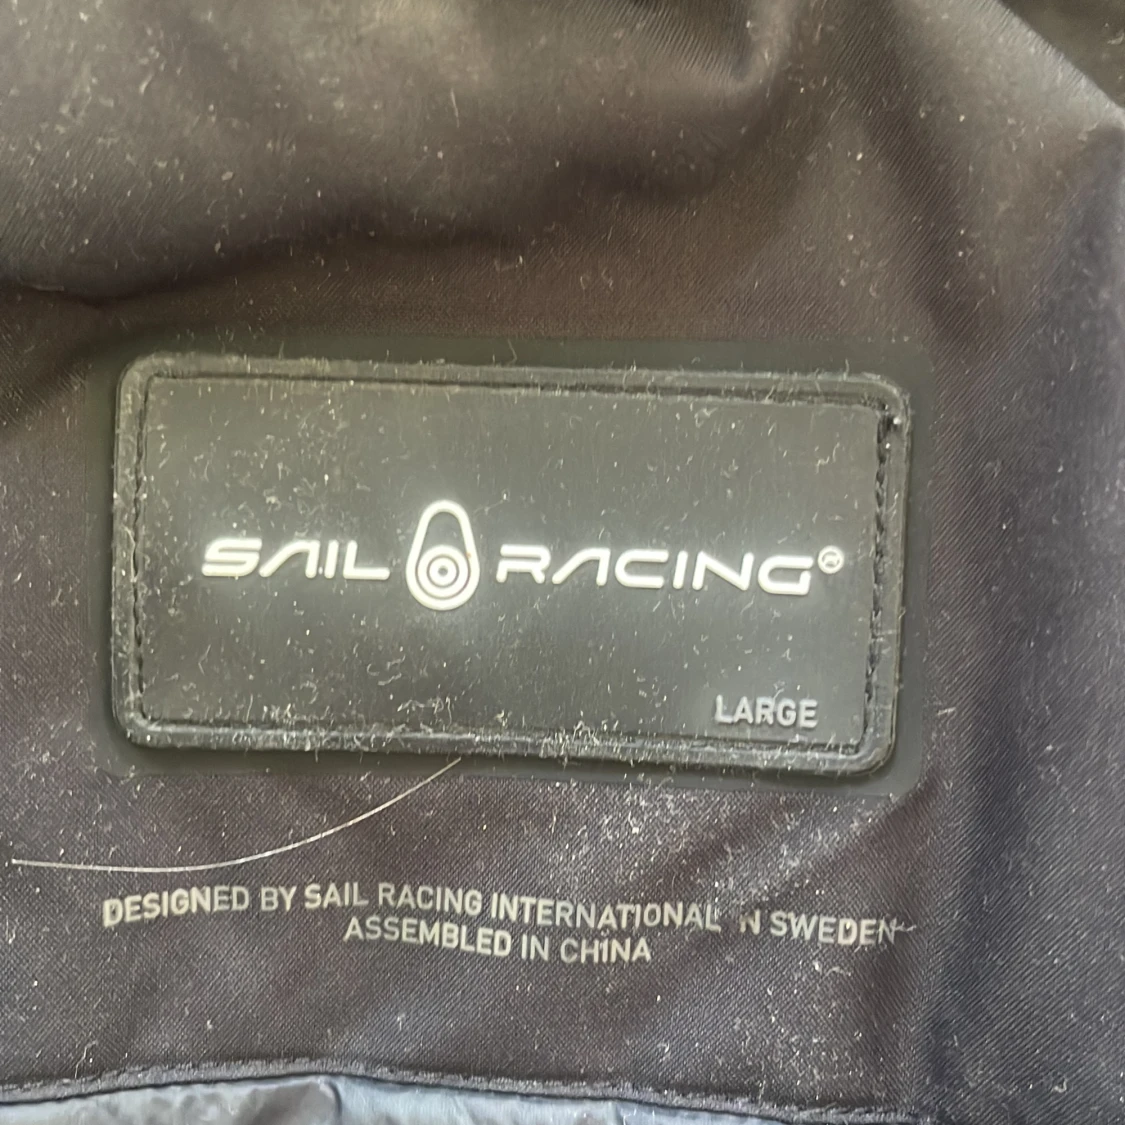 SAIL RACING®
LARGE
DESIGNED BY SAIL RACING INTERNATIONAL SWEDEN
ASSEMBLED IN CHINA